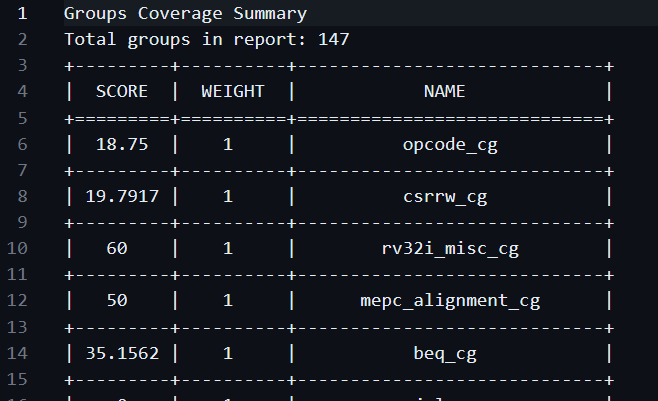 1 Groups Coverage Summary
2 Total groups in report: 147
3 +---------+----------+-----------------------------+
4 |  SCORE  |  WEIGHT  |            NAME             |
5 +=========+==========+=============================+
6 |  18.75  |    1     |          opcode_cg          |
7 +---------+----------+-----------------------------+
8 | 19.7917 |    1     |          csrrw_cg           |
9 +---------+----------+-----------------------------+
10 |   60    |    1     |        rv32i_misc_cg        |
11 +---------+----------+-----------------------------+
12 |   50    |    1     |      mepc_alignment_cg      |
13 +---------+----------+-----------------------------+
14 | 35.1562 |    1     |           beq_cg            |
15 +---------+----------+-----------------------------+